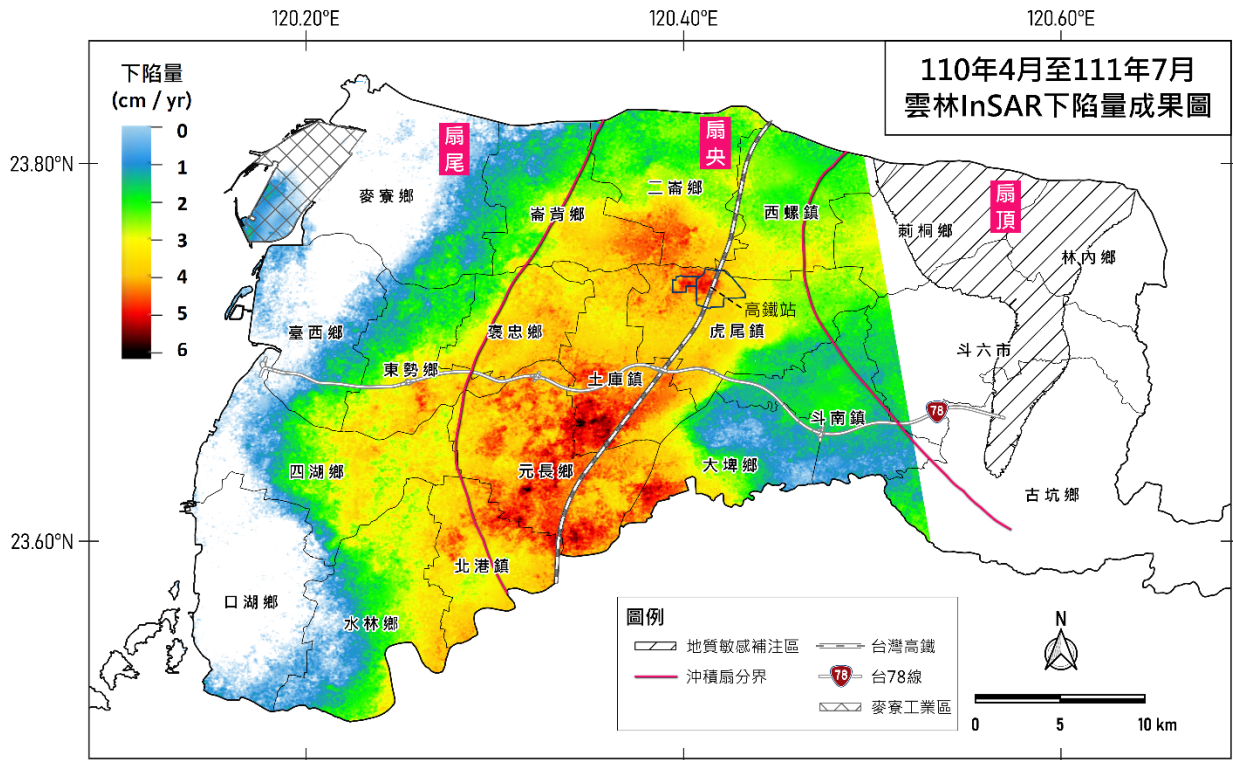 120.20°E
120.40°E
120.60°E
110年4月至111年7月
雲林InSAR下陷量成果圖
下陷量
(cm / yr)
0
1
2
3
4
5
6
23.80°N
23.60°N
扇尾
扇央
扇頂
麥寮鄉
崙背鄉
二崙鄉
西螺鎮
莿桐鄉
林內鄉
高鐵站
臺西鄉
褒忠鄉
虎尾鎮
斗六市
東勢鄉
土庫鎮
斗南鎮
78
四湖鄉
元長鄉
大埤鄉
古坑鄉
北港鎮
口湖鄉
水林鄉
圖例
地質敏感補注區
台灣高鐵
沖積扇分界
78
台78線
麥寮工業區
N
0
5
10 km